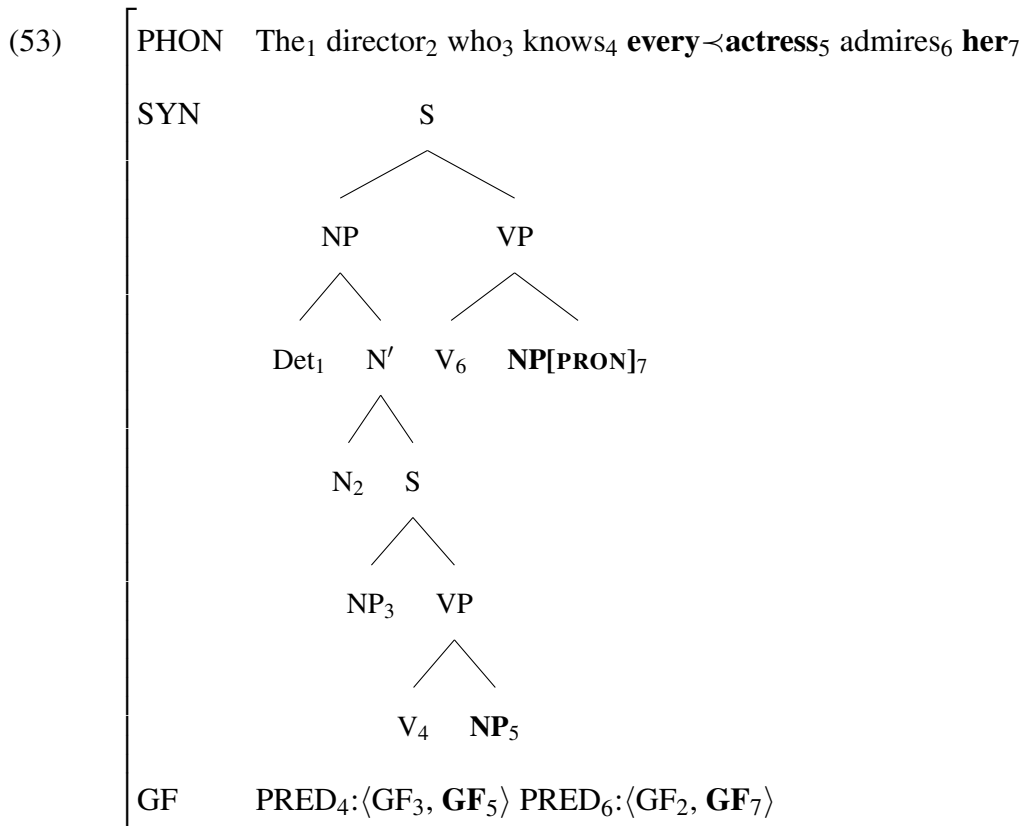 (53) PHON The₁ director₂ who₃ knows₄ every≺actress₅ admires₆ her₇
SYN S
NP VP
Det₁ N′ V₆ NP[PRON]₇
N₂ S
NP₃ VP
V₄ NP₅
GF PRED₄:⟨GF₃, GF₅⟩ PRED₆:⟨GF₂, GF₇⟩